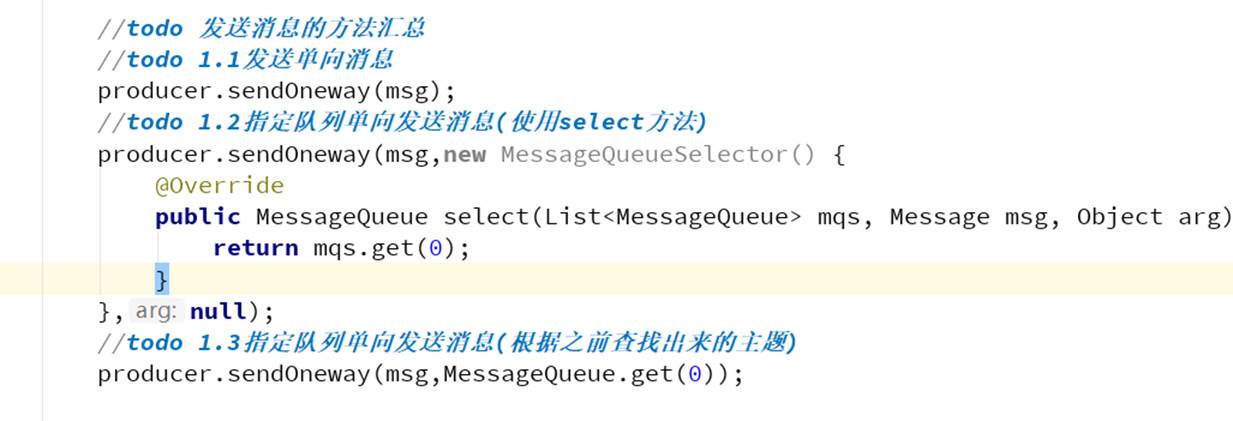 //todo 发送消息的方法汇总
//todo 1.1发送单向消息
producer.sendOneway(msg);
//todo 1.2指定队列单向发送消息(使用select方法)
producer.sendOneway(msg,new MessageQueueSelector() {
@Override
public MessageQueue select(List<MessageQueue> mqs, Message msg, Object arg)
return mqs.get(0);
}
}, arg: null);
//todo 1.3指定队列单向发送消息(根据之前查找出来的主题)
producer.sendOneway(msg,MessageQueue.get(0));